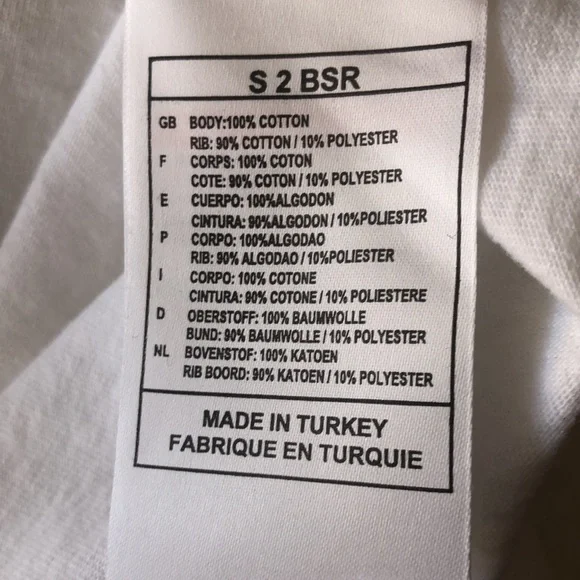 S 2 BSR
GB BODY:100% COTTON
RIB: 90% COTTON / 10% POLYESTER
F CORPS: 100% COTON
COTE: 90% COTON / 10% POLYESTER
E CUERPO: 100%ALGODON
CINTURA: 90%ALGODON / 10%POLIESTER
P CORPO: 100%ALGODAO
RIB: 90% ALGODAO / 10%POLIESTER
I CORPO: 100% COTONE
CINTURA: 90% COTONE / 10% POLIESTERE
D OBERSTOFF: 100% BAUMWOLLE
BUND: 90% BAUMWOLLE / 10% POLYESTER
NL BOVENSTOF: 100% KATOEN
RIB BOORD: 90% KATOEN / 10% POLYESTER
MADE IN TURKEY
FABRIQUE EN TURQUIE